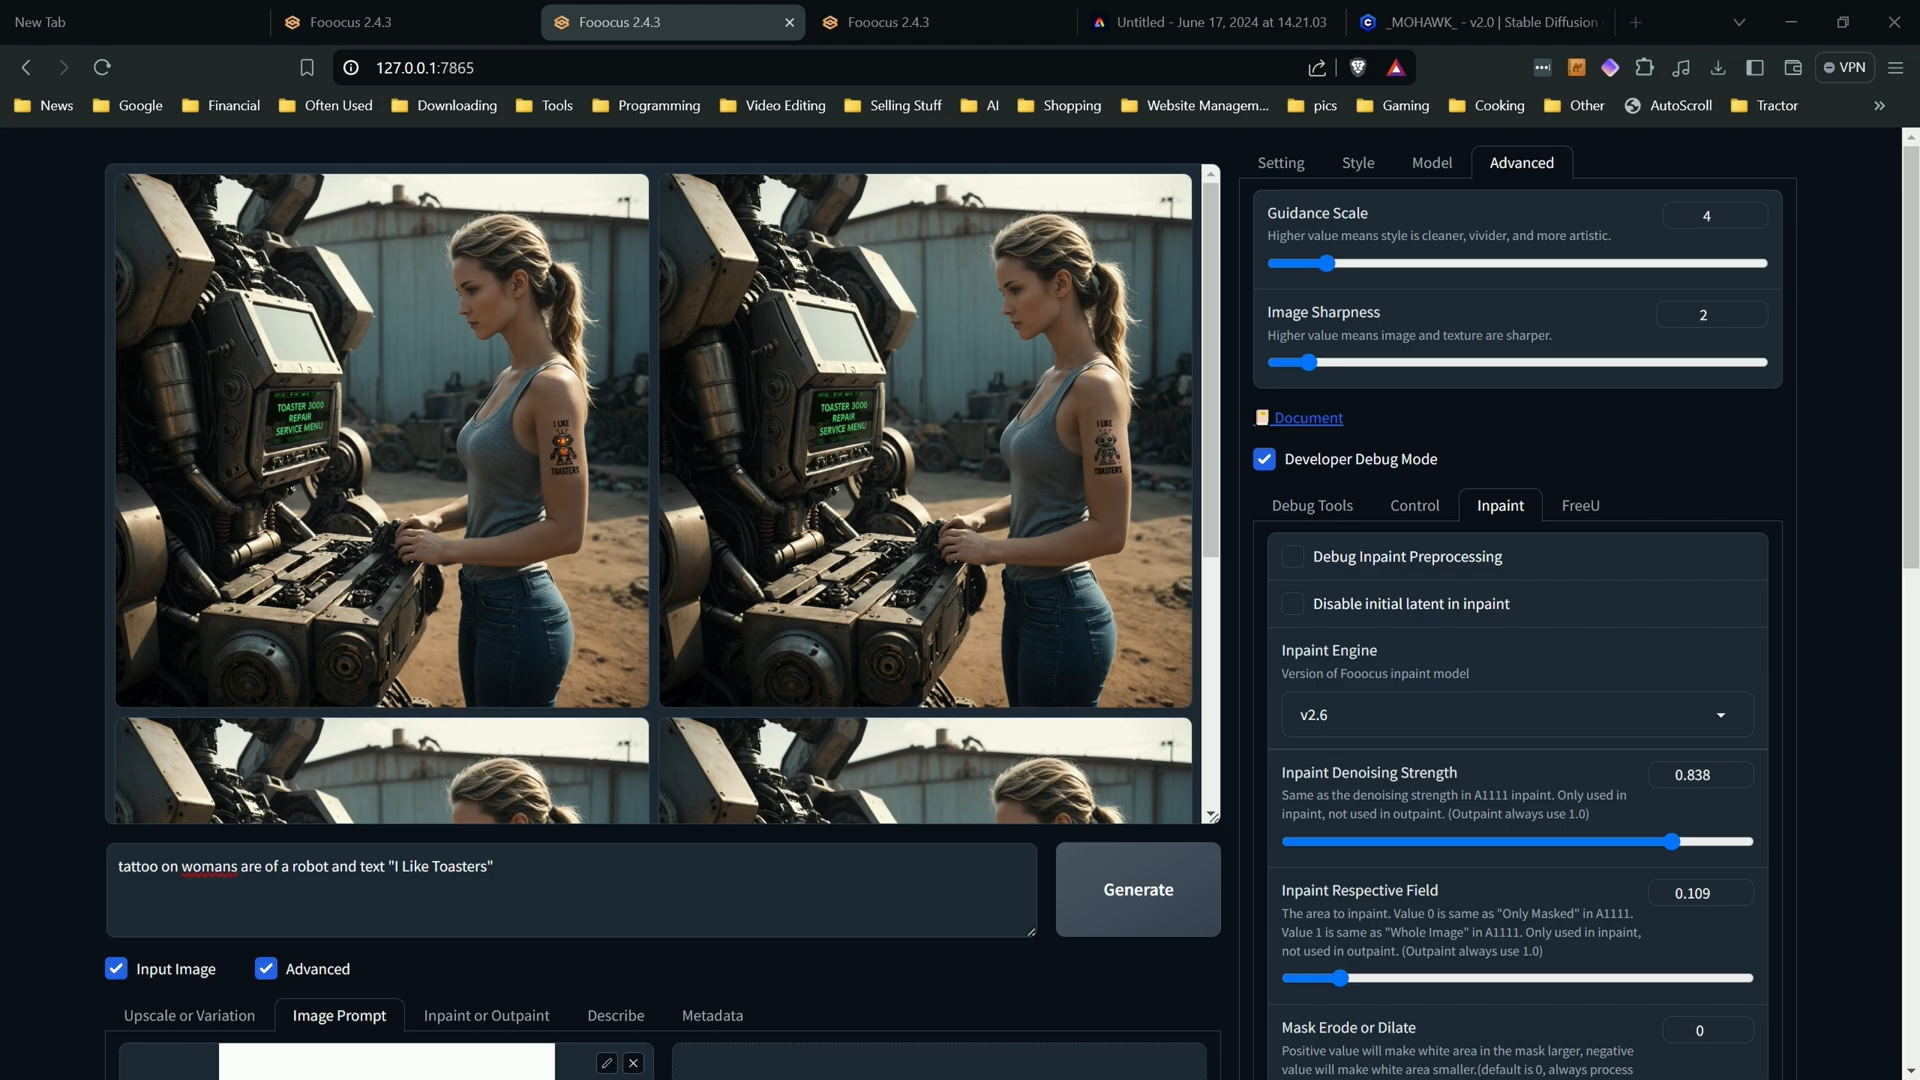 New Tab
Fooocus 2.4.3
Fooocus 2.4.3
Fooocus 2.4.3
Untitled - June 17, 2024 at 14.21.03
_MOHAWK_ - v2.0 | Stable Diffusion
127.0.0.1:7865
VPN
News
Google
Financial
Often Used
Downloading
Tools
Programming
Video Editing
Selling Stuff
AI
Shopping
Website Managem...
pics
Gaming
Cooking
Other
AutoScroll
Tractor
TOASTER 3000
REPAIR
SERVICE MENU
I LIKE
TOASTERS
TOASTER 3000
REPAIR
SERVICE MENU
I LIKE
TOASTERS
tattoo on womans are of a robot and text "I Like Toasters"
Generate
Input Image
Advanced
Upscale or Variation
Image Prompt
Inpaint or Outpaint
Describe
Metadata
Setting
Style
Model
Advanced
Guidance Scale
4
Higher value means style is cleaner, vivider, and more artistic.
Image Sharpness
2
Higher value means image and texture are sharper.
Document
Developer Debug Mode
Debug Tools
Control
Inpaint
FreeU
Debug Inpaint Preprocessing
Disable initial latent in inpaint
Inpaint Engine
Version of Fooocus inpaint model
v2.6
Inpaint Denoising Strength
0.838
Same as the denoising strength in A1111 inpaint. Only used in
inpaint, not used in outpaint. (Outpaint always use 1.0)
Inpaint Respective Field
0.109
The area to inpaint. Value 0 is same as "Only Masked" in A1111.
Value 1 is same as "Whole Image" in A1111. Only used in inpaint,
not used in outpaint. (Outpaint always use 1.0)
Mask Erode or Dilate
0
Positive value will make white area in the mask larger, negative
value will make white area smaller.(default is 0, always process